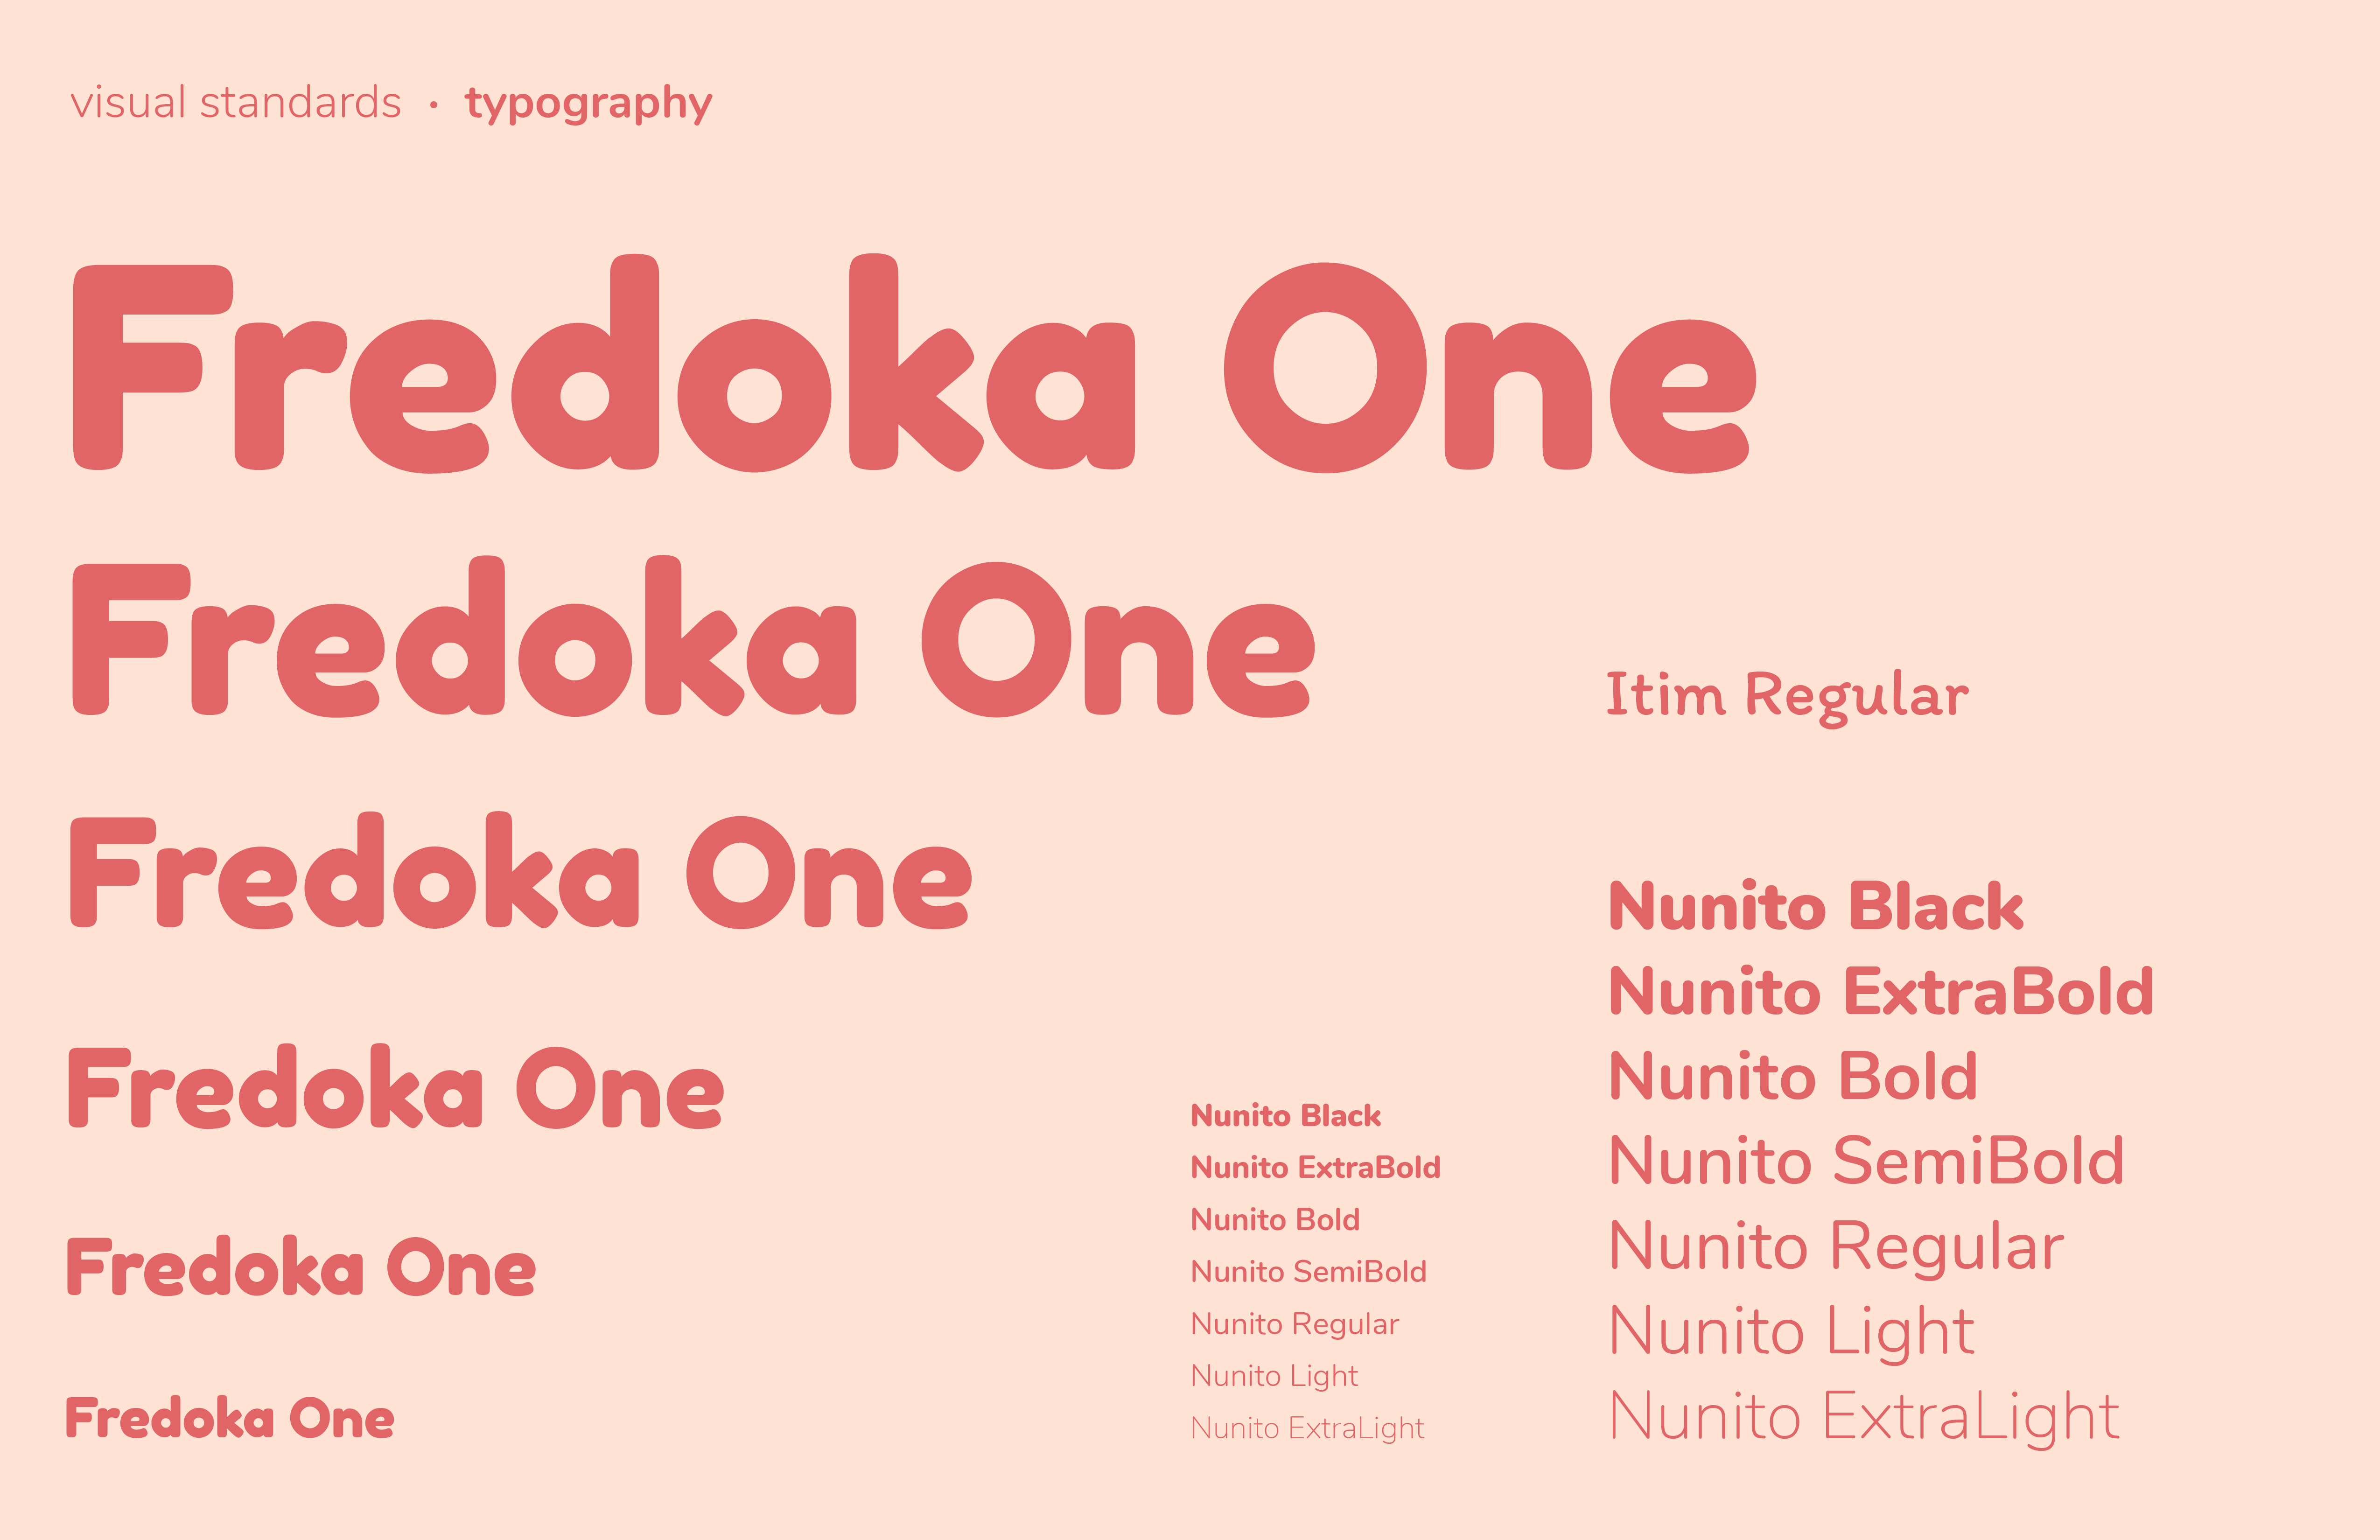 visual standards • typography
Fredoka One
Fredoka One
Fredoka One
Fredoka One
Fredoka One
Fredoka One
Nunito Black
Nunito ExtraBold
Nunito Bold
Nunito SemiBold
Nunito Regular
Nunito Light
Nunito ExtraLight
Itim Regular
Nunito Black
Nunito ExtraBold
Nunito Bold
Nunito SemiBold
Nunito Regular
Nunito Light
Nunito ExtraLight